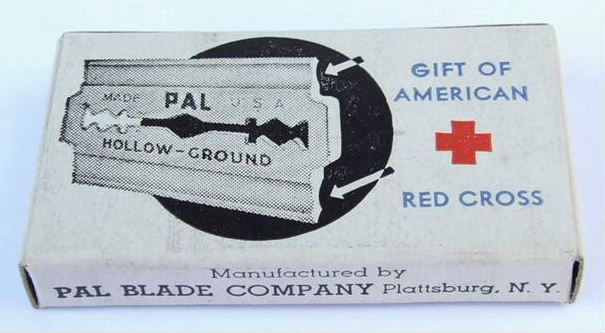 MADE PAL U S A
HOLLOW-GROUND
GIFT OF
AMERICAN
RED CROSS
Manufactured by
PAL BLADE COMPANY Plattsburg, N. Y.